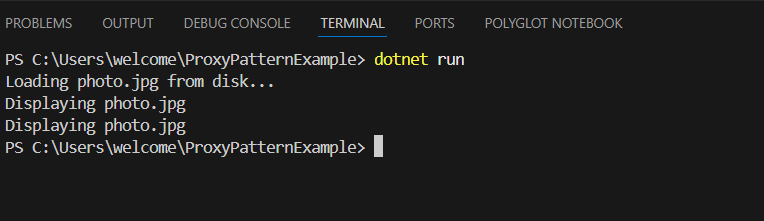 PROBLEMS OUTPUT DEBUG CONSOLE TERMINAL PORTS POLYGLOT NOTEBOOK
PS C:\Users\welcome\ProxyPatternExample> dotnet run
Loading photo.jpg from disk...
Displaying photo.jpg
Displaying photo.jpg
PS C:\Users\welcome\ProxyPatternExample>